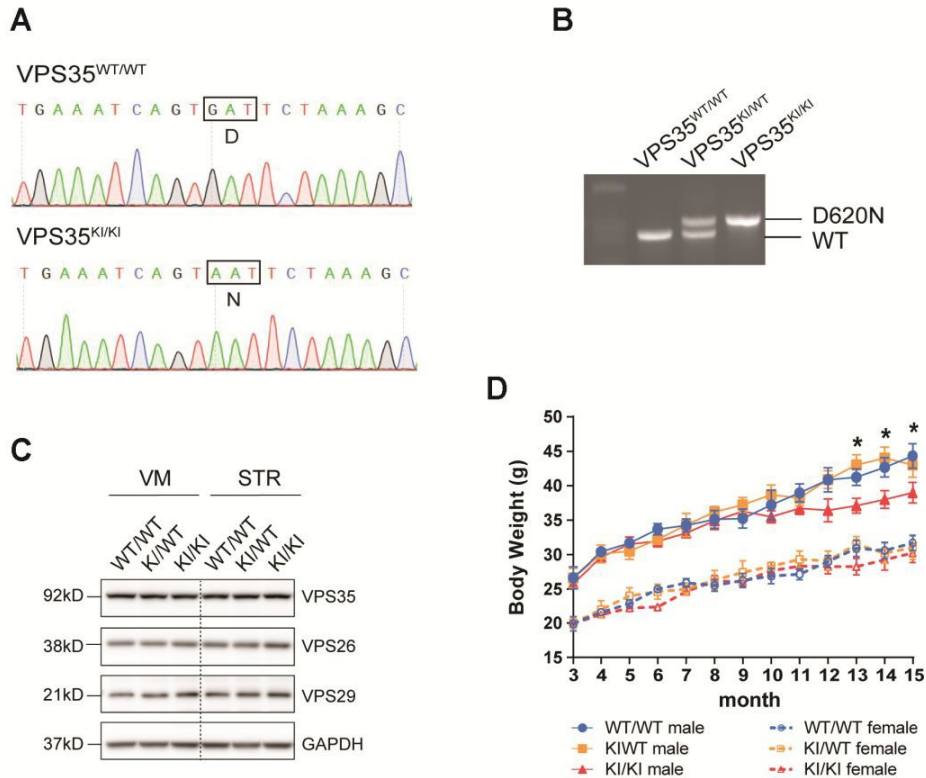 A
VPS35WT/WT
T G A A A T C A G T G A T T C T A A A G C
D
VPS35KI/KI
T G A A A T C A G T A A T T C T A A A G C
N
B
VPS35WT/WT
VPS35KI/WT
VPS35KI/KI
D620N
WT
C
VM STR
WT/WT KI/WT KI/KI WT/WT KI/WT KI/KI
92kD VPS35
38kD VPS26
21kD VPS29
37kD GAPDH
D
Body Weight (g)
50
45
40
35
30
25
20
15
* * *
3 4 5 6 7 8 9 10 11 12 13 14 15
month
WT/WT male WT/WT female
KIWT male KI/WT female
KI/KI male KI/KI female